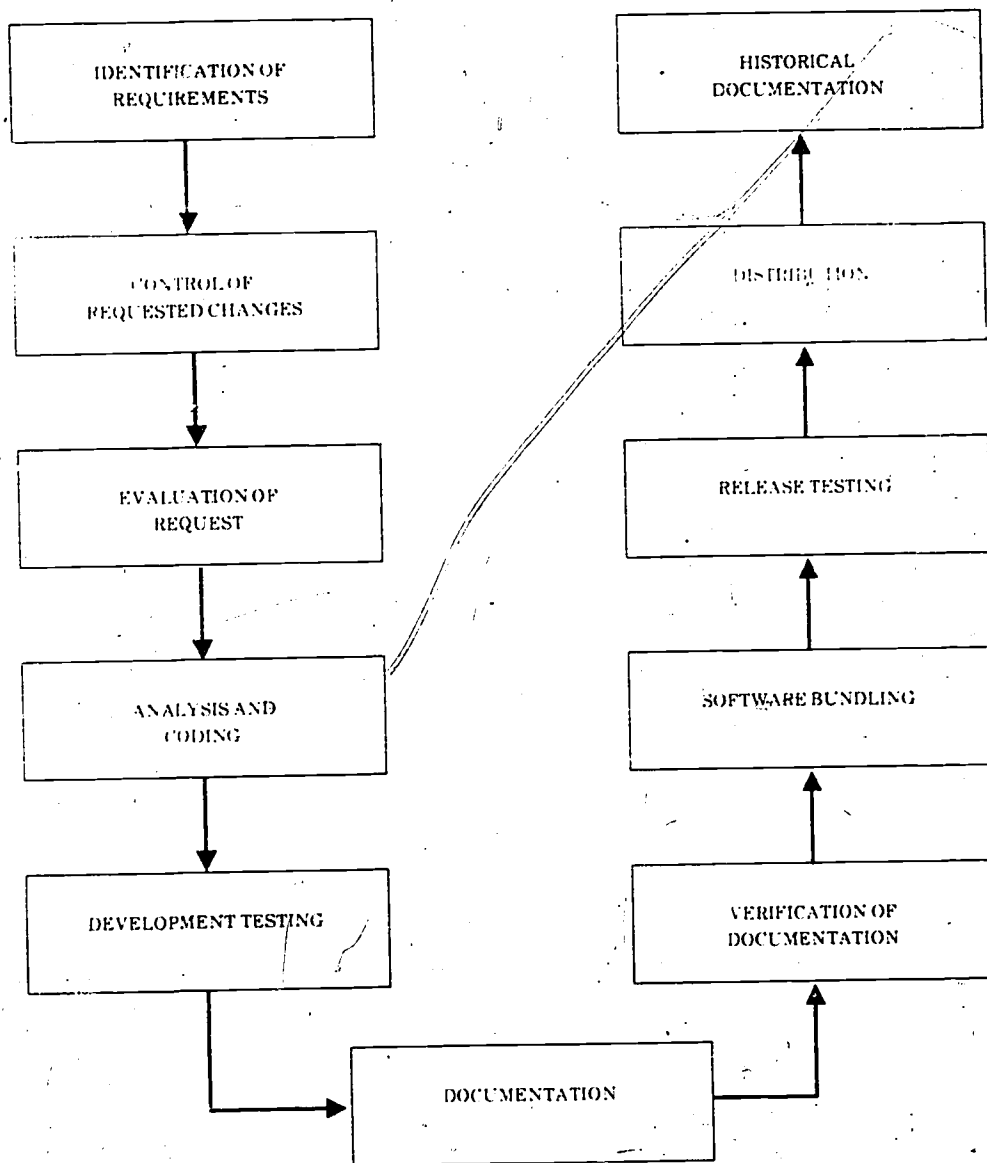 IDENTIFICATION OF
REQUIREMENTS
CONTROL OF
REQUESTED CHANGES
EVALUATION OF
REQUEST
ANALYSIS AND
CODING
DEVELOPMENT TESTING
DOCUMENTATION
VERIFICATION OF
DOCUMENTATION
SOFTWARE BUNDLING
RELEASE TESTING
DISTRIBUTION
HISTORICAL
DOCUMENTATION